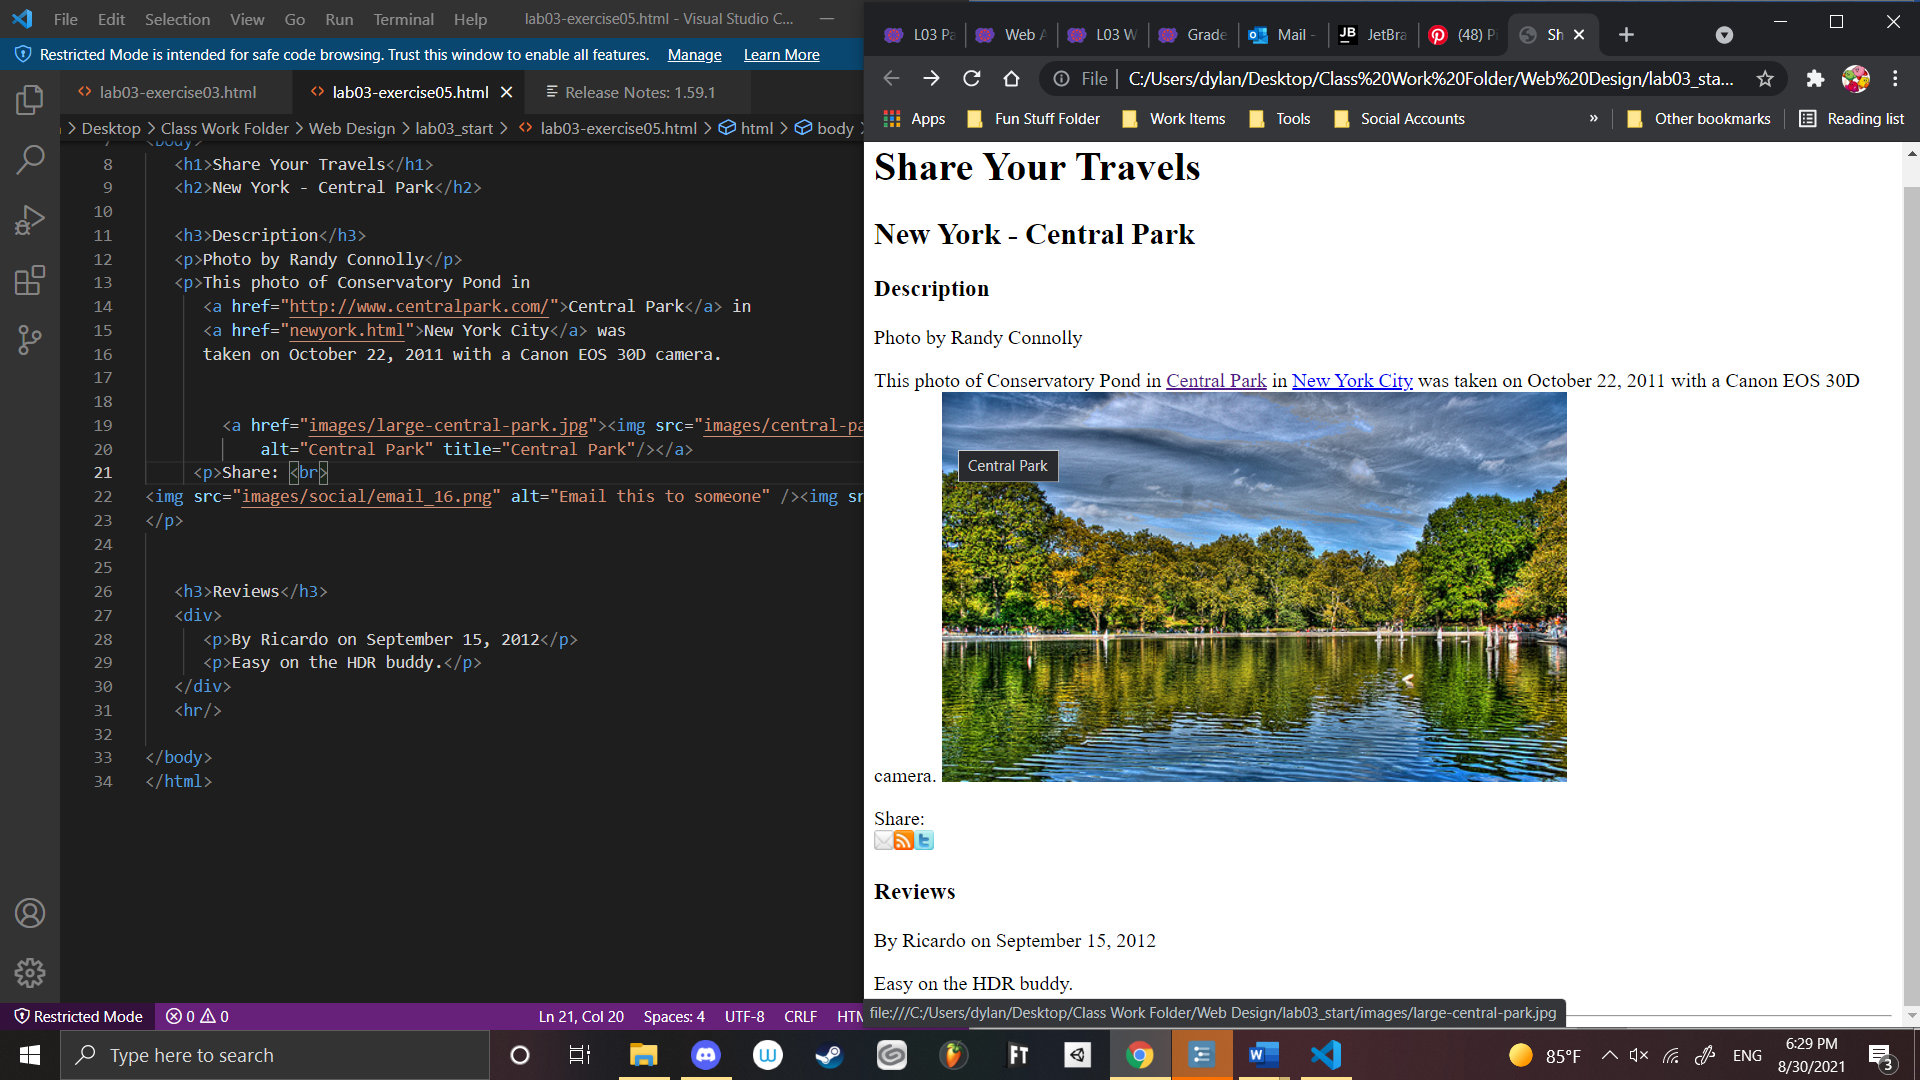 File Edit Selection View Go Run Terminal Help lab03-exercise05.html - Visual Studio C...
Restricted Mode is intended for safe code browsing. Trust this window to enable all features. Manage Learn More
lab03-exercise03.html lab03-exercise05.html Release Notes: 1.59.1
Desktop > Class Work Folder > Web Design > lab03_start > lab03-exercise05.html > html > body
7 <body>
8 <h1>Share Your Travels</h1>
9 <h2>New York - Central Park</h2>
10
11 <h3>Description</h3>
12 <p>Photo by Randy Connolly</p>
13 <p>This photo of Conservatory Pond in
14 <a href="http://www.centralpark.com/">Central Park</a> in
15 <a href="newyork.html">New York City</a> was
16 taken on October 22, 2011 with a Canon EOS 30D camera.
17
18
19 <a href="images/large-central-park.jpg"><img src="images/central-pa
20 alt="Central Park" title="Central Park"/></a>
21 <p>Share: <br>
22 <img src="images/social/email_16.png" alt="Email this to someone" /><img sr
23 </p>
24
25
26 <h3>Reviews</h3>
27 <div>
28 <p>By Ricardo on September 15, 2012</p>
29 <p>Easy on the HDR buddy.</p>
30 </div>
31 <hr/>
32
33 </body>
34 </html>
Restricted Mode 0 0 Ln 21, Col 20 Spaces: 4 UTF-8 CRLF HTM
L03 Pa Web A L03 W Grade Mail - JB JetBra (48) P Sh
File | C:/Users/dylan/Desktop/Class%20Work%20Folder/Web%20Design/lab03_sta...
Apps Fun Stuff Folder Work Items Tools Social Accounts » Other bookmarks Reading list
Share Your Travels
New York - Central Park
Description
Photo by Randy Connolly
This photo of Conservatory Pond in Central Park in New York City was taken on October 22, 2011 with a Canon EOS 30D
Central Park
camera.
Share:
Reviews
By Ricardo on September 15, 2012
Easy on the HDR buddy.
file:///C:/Users/dylan/Desktop/Class Work Folder/Web Design/lab03_start/images/large-central-park.jpg
Type here to search FT 85°F ENG 6:29 PM
8/30/2021 3